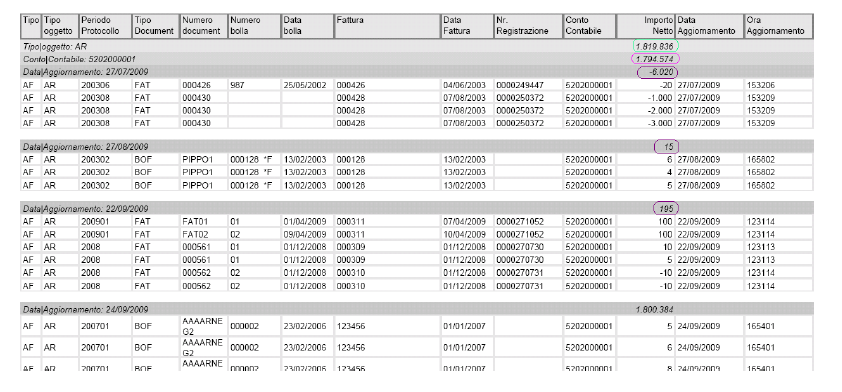 Tipo Tipo oggetto Periodo Protocollo Tipo Document Numero document Numero bolla Data bolla Fattura Data Fattura Nr. Registrazione Conto Contabile Importo Netto Data Aggiornamento Ora Aggiornamento
Tipo|oggetto: AR 1.819.836
Conto|Contabile: 5202000001 1.794.574
Data|Aggiornamento: 27/07/2009 -6.020
AF AR 200306 FAT 000426 987 25/05/2002 000426 04/06/2003 0000249447 5202000001 -20 27/07/2009 153206
AF AR 200308 FAT 000430 000428 07/08/2003 0000250372 5202000001 -1.000 27/07/2009 153209
AF AR 200308 FAT 000430 000428 07/08/2003 0000250372 5202000001 -2.000 27/07/2009 153209
AF AR 200308 FAT 000430 000428 07/08/2003 0000250372 5202000001 -3.000 27/07/2009 153209
Data|Aggiornamento: 27/08/2009 15
AF AR 200302 BOF PIPPO1 000128 *F 13/02/2003 000128 13/02/2003 5202000001 6 27/08/2009 165802
AF AR 200302 BOF PIPPO1 000128 *F 13/02/2003 000128 13/02/2003 5202000001 4 27/08/2009 165802
AF AR 200302 BOF PIPPO1 000128 *F 13/02/2003 000128 13/02/2003 5202000001 5 27/08/2009 165802
Data|Aggiornamento: 22/09/2009 195
AF AR 200901 FAT FAT01 01 01/04/2009 000311 07/04/2009 0000271052 5202000001 100 22/09/2009 123114
AF AR 200901 FAT FAT02 02 09/04/2009 000311 10/04/2009 0000271052 5202000001 100 22/09/2009 123114
AF AR 2008 FAT 000561 01 01/12/2008 000309 01/12/2008 0000270730 5202000001 10 22/09/2009 123113
AF AR 2008 FAT 000561 01 01/12/2008 000309 01/12/2008 0000270730 5202000001 5 22/09/2009 123113
AF AR 2008 FAT 000562 02 01/12/2008 000310 01/12/2008 0000270731 5202000001 -10 22/09/2009 123114
AF AR 2008 FAT 000562 02 01/12/2008 000310 01/12/2008 0000270731 5202000001 -10 22/09/2009 123114
Data|Aggiornamento: 24/09/2009 1.800.384
AF AR 200701 BOF AAAARNE G2 000002 23/02/2006 123456 01/01/2007 5202000001 5 24/09/2009 165401
AF AR 200701 BOF AAAARNE G2 000002 23/02/2006 123456 01/01/2007 5202000001 6 24/09/2009 165401
AF AR 200701 BOF AAAARNE 000002 23/02/2006 123456 01/01/2007 5202000001 8 24/09/2009 165401